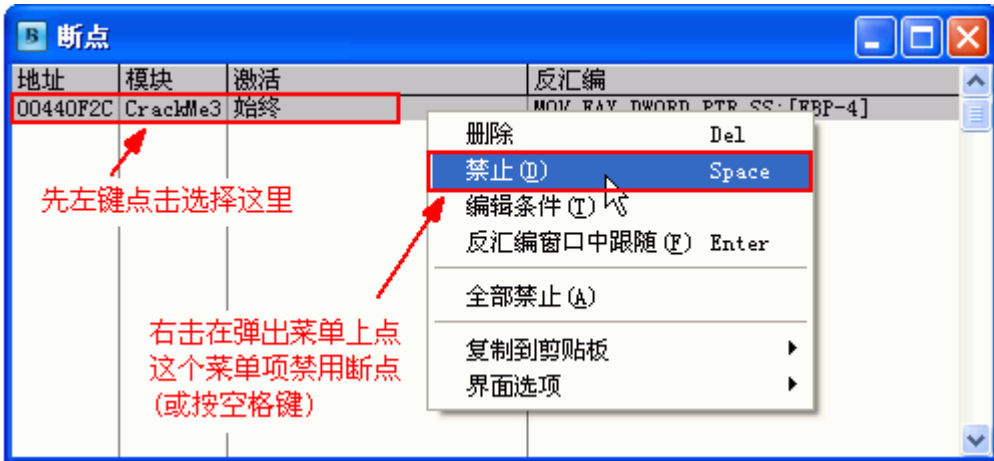 B 断点
地址 模块 激活 反汇编
00440F2C CrackMe3 始终 MOV EAX,DWORD PTR SS:[EBP-4]
删除 Del
禁止(D) Space
先左键点击选择这里
编辑条件(T)
反汇编窗口中跟随(F) Enter
全部禁止(A)
右击在弹出菜单上点
这个菜单项禁用断点
(或按空格键)
复制到剪贴板
界面选项